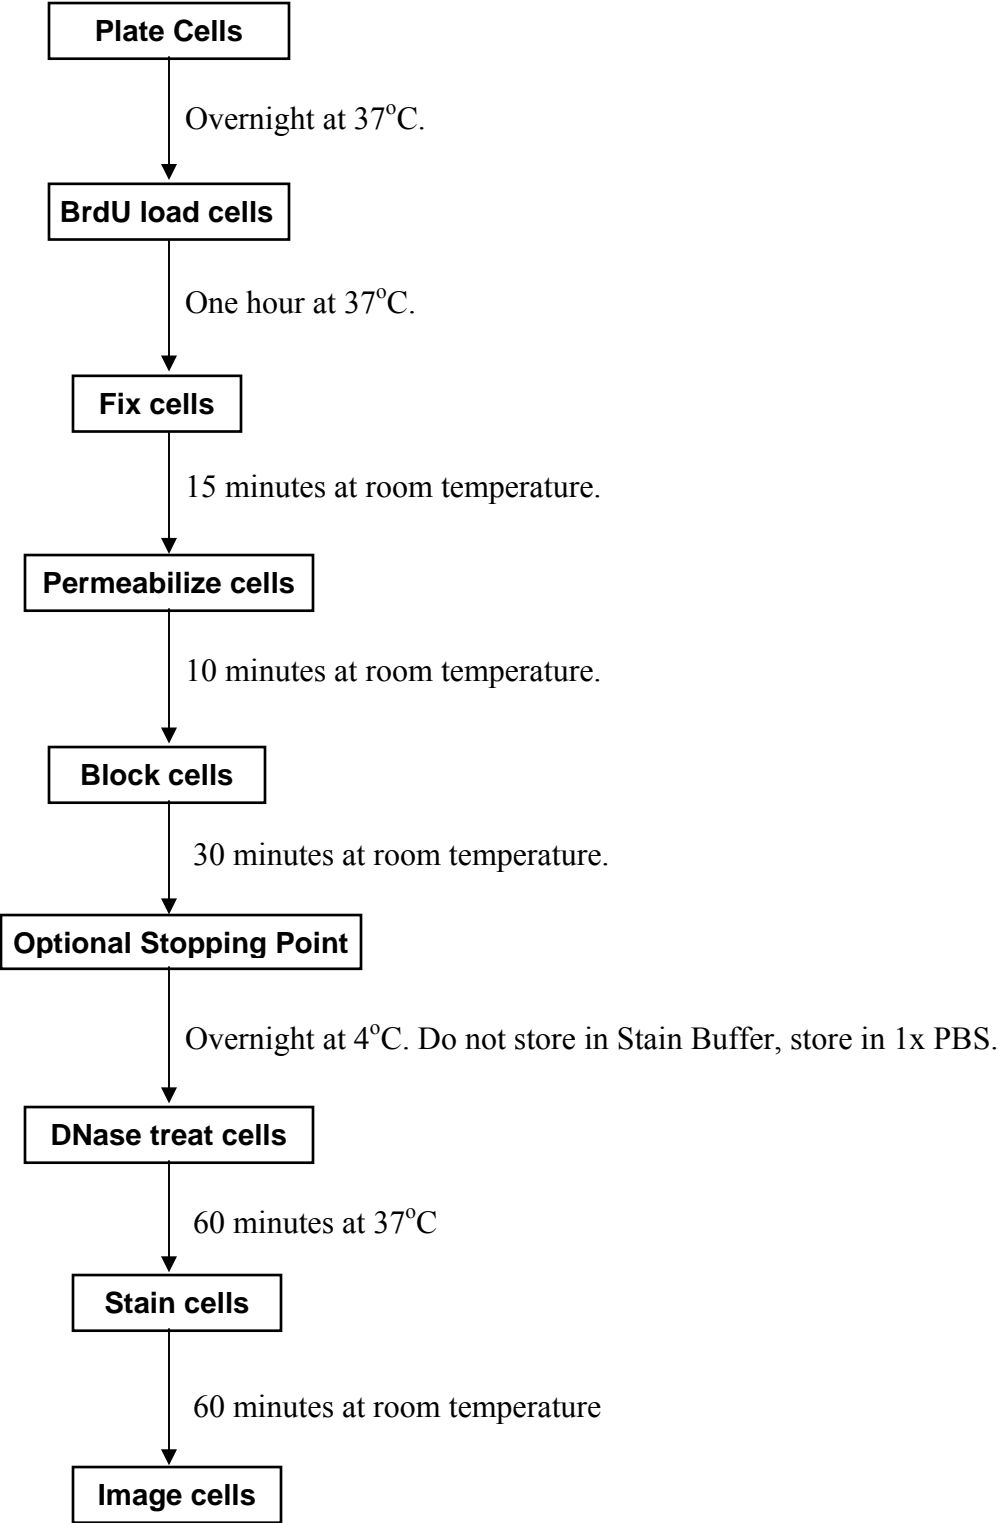 Plate Cells
Overnight at 37°C.
BrdU load cells
One hour at 37°C.
Fix cells
15 minutes at room temperature.
Permeabilize cells
10 minutes at room temperature.
Block cells
30 minutes at room temperature.
Optional Stopping Point
Overnight at 4°C. Do not store in Stain Buffer, store in 1x PBS.
DNase treat cells
60 minutes at 37°C
Stain cells
60 minutes at room temperature
Image cells